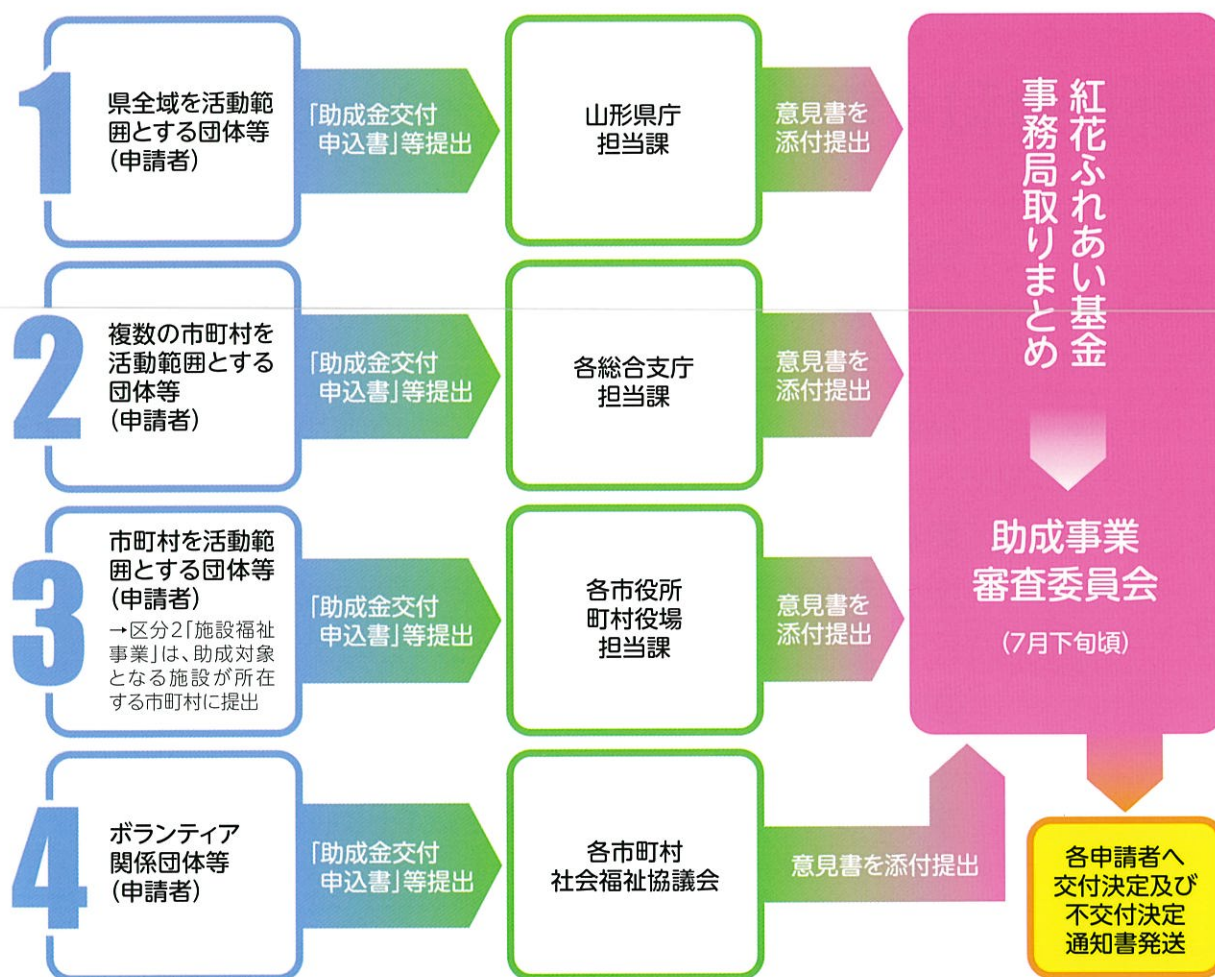 1
県全域を活動範
囲とする団体等
(申請者)
「助成金交付
申込書」等提出
山形県庁
担当課
意見書を
添付提出
2
複数の市町村を
活動範囲とする
団体等
(申請者)
「助成金交付
申込書」等提出
各総合支庁
担当課
意見書を
添付提出
3
市町村を活動範
囲とする団体等
(申請者)
→区分2「施設福祉
事業」は、助成対象
となる施設が所在
する市町村に提出
「助成金交付
申込書」等提出
各市役所
町村役場
担当課
意見書を
添付提出
4
ボランティア
関係団体等
(申請者)
「助成金交付
申込書」等提出
各市町村
社会福祉協議会
意見書を添付提出
紅花ふれあい基金
事務局取りまとめ
助成事業
審査委員会
(7月下旬頃)
各申請者へ
交付決定及び
不交付決定
通知書発送